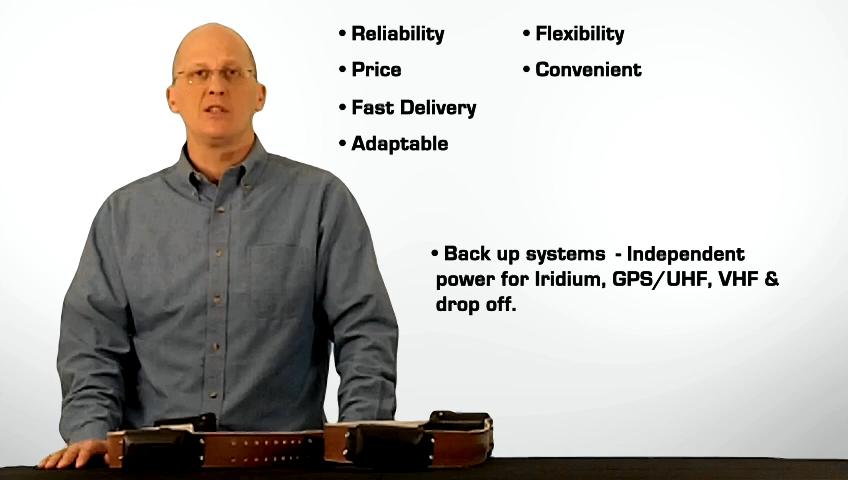 • Reliability
• Price
• Fast Delivery
• Adaptable
• Flexibility
• Convenient
• Back up systems - Independent
power for Iridium, GPS/UHF, VHF &
drop off.